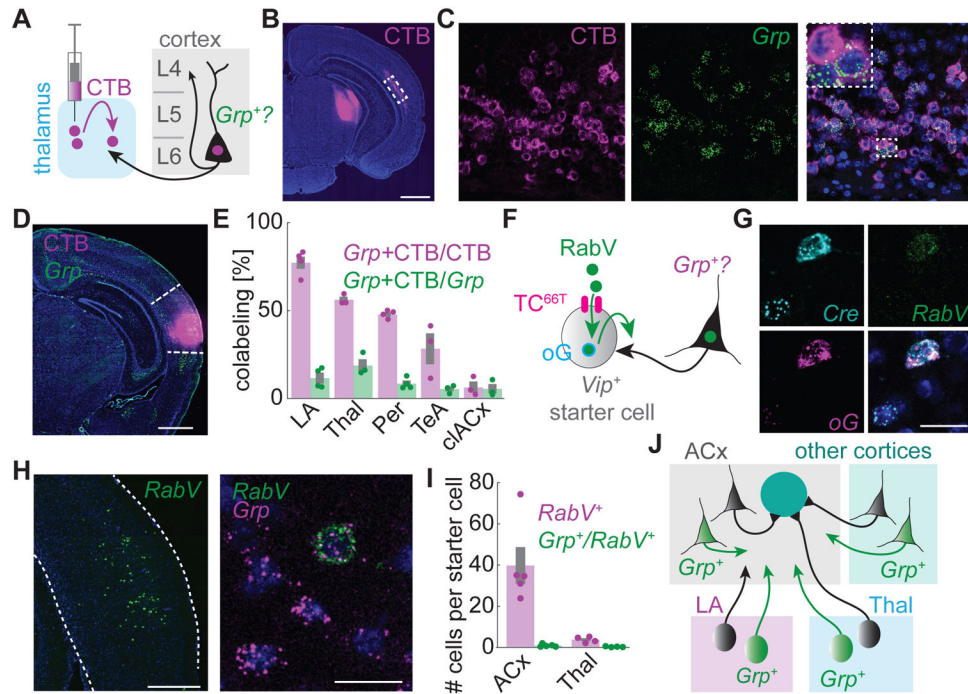 A
cortex
L4
CTB
Grp+?
L5
L6
thalamus
B
CTB
C
CTB
Grp
D
CTB
Grp
E
100
50
0
colabeling [%]
Grp+CTB/CTB
Grp+CTB/Grp
LA
Thal
Per
TeA
clACx
F
RabV
Grp+?
TC66T
oG
Vip+
starter cell
G
Cre
RabV
oG
H
RabV
RabV
Grp
I
80
60
40
20
0
# cells per starter cell
RabV+
Grp+/RabV+
ACx
Thal
J
ACx
other cortices
Grp+
Grp+
LA
Thal
Grp+
Grp+